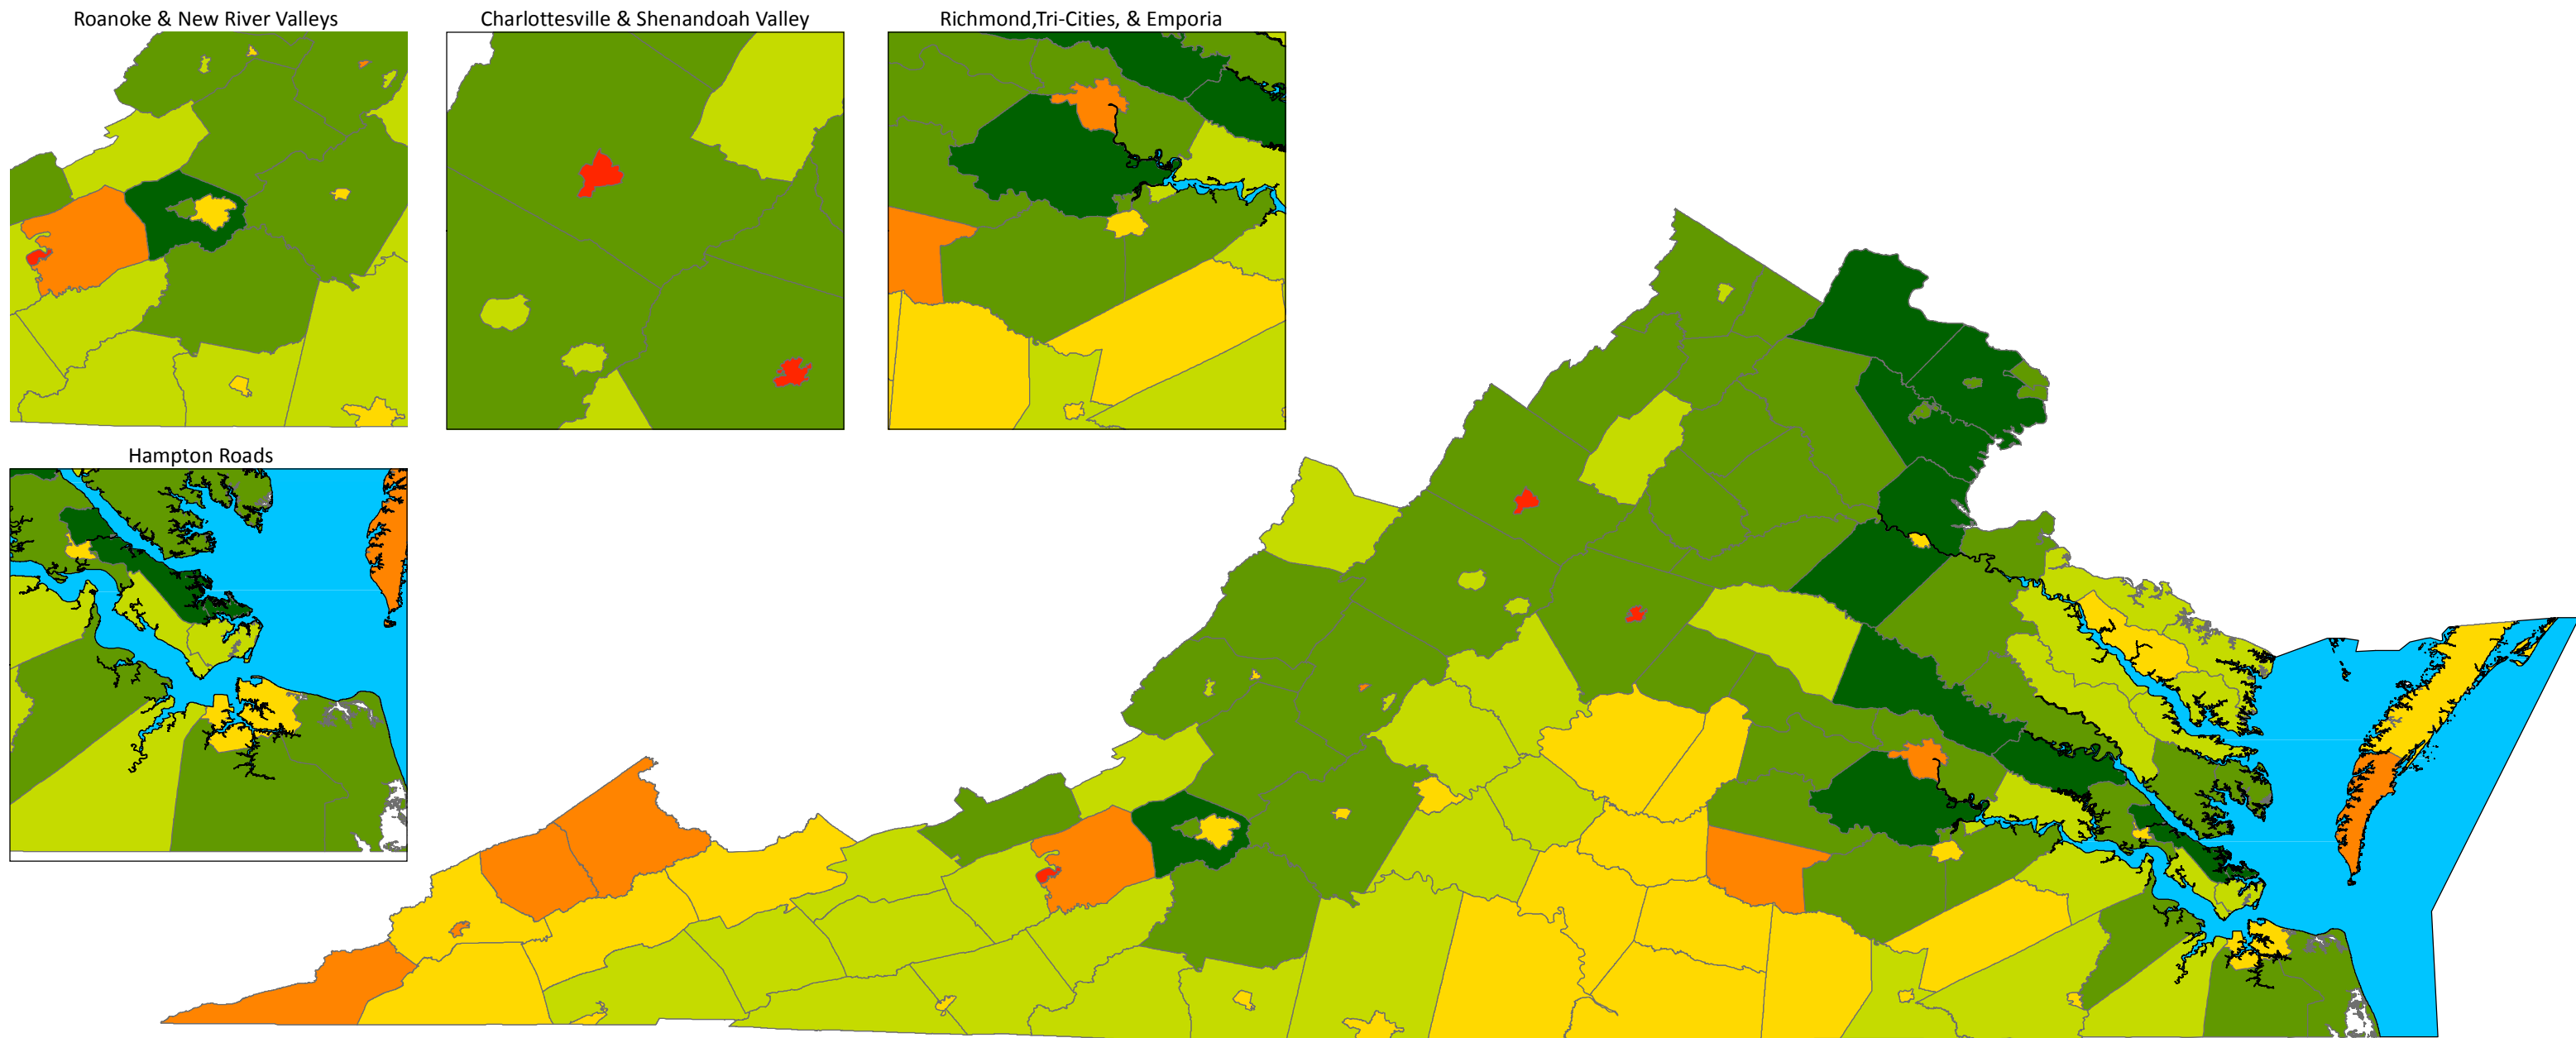 Roanoke & New River Valleys
Charlottesville & Shenandoah Valley
Richmond,Tri-Cities, & Emporia
Hampton Roads